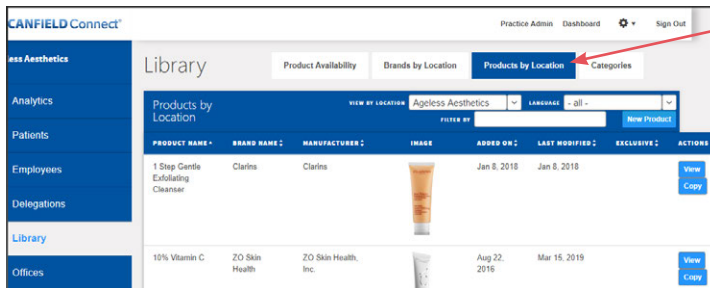 CANFIELD Connect®
Practice Admin Dashboard Sign Out
less Aesthetics
Analytics
Patients
Employees
Delegations
Library
Offices
Library
Product Availability
Brands by Location
Products by Location
Categories
Products by
Location
VIEW BY LOCATION Ageless Aesthetics LANGUAGE - all -
FILTER BY New Product
PRODUCT NAME BRAND NAME MANUFACTURER IMAGE ADDED ON LAST MODIFIED EXCLUSIVE ACTIONS
1 Step Gentle
Exfoliating
Cleanser
Clarins
Clarins
Jan 8, 2018
Jan 8, 2018
View
Copy
10% Vitamin C
ZO Skin
Health
ZO Skin Health,
Inc.
Aug 22,
2016
Mar 15, 2019
View
Copy